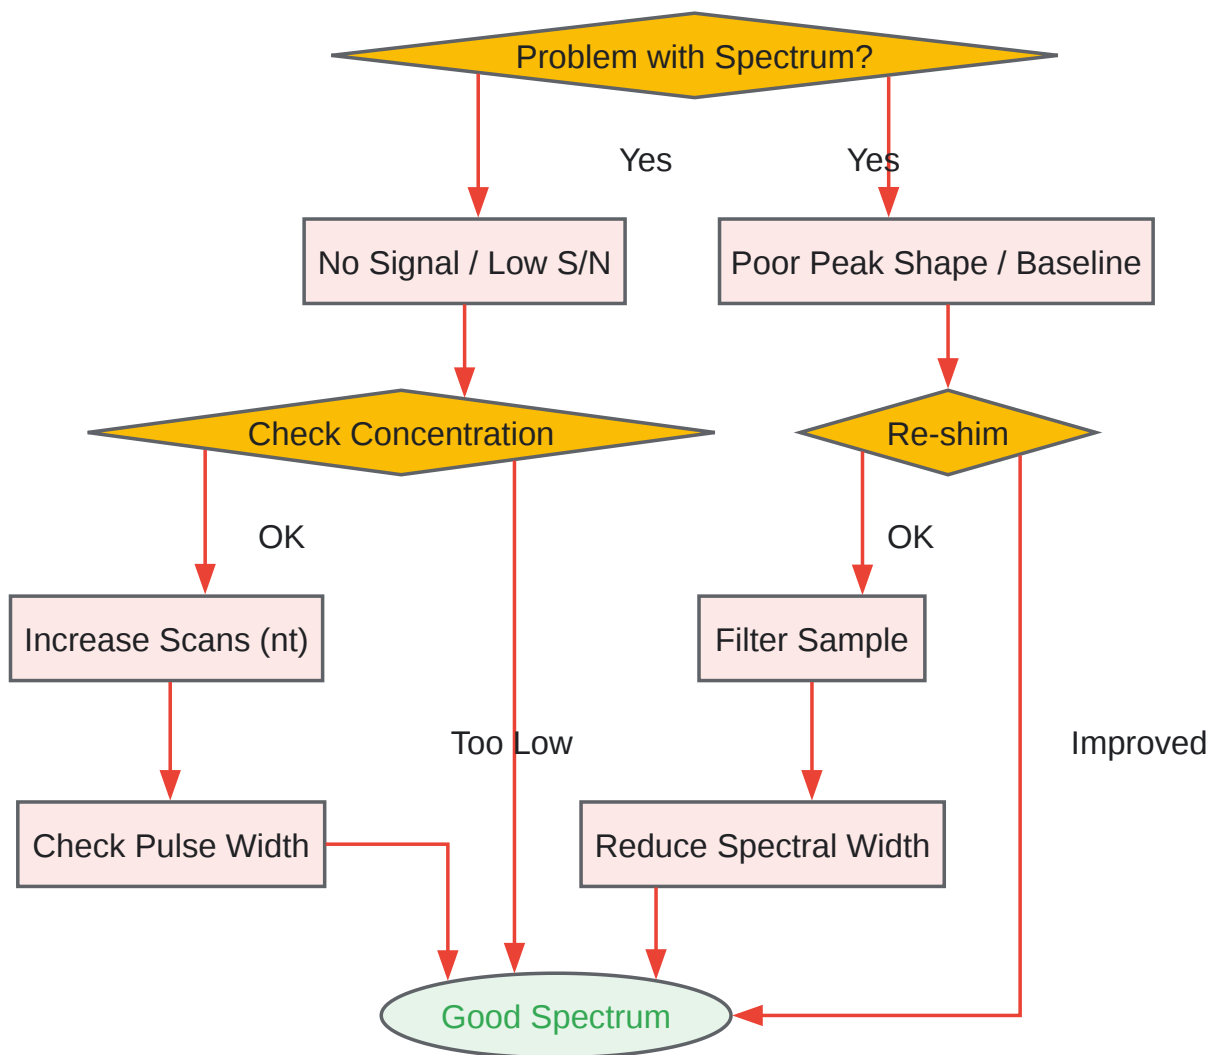 Problem with Spectrum?
Yes
Yes
No Signal / Low S/N
Poor Peak Shape / Baseline
Check Concentration
Re-shim
OK
OK
Increase Scans (nt)
Filter Sample
Too Low
Improved
Check Pulse Width
Reduce Spectral Width
Good Spectrum